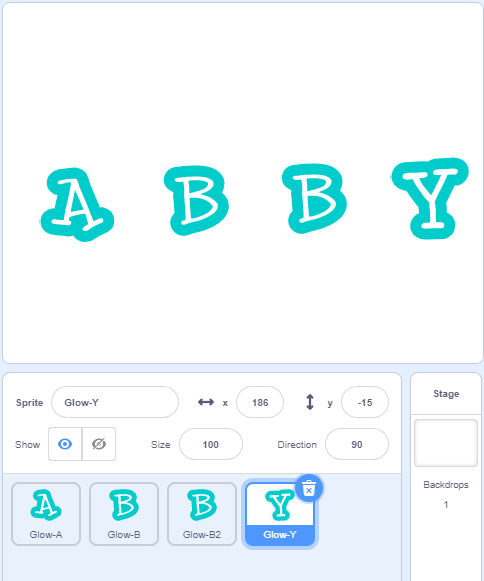 A B B Y
Sprite Glow-Y x 186 y -15
Show Size 100 Direction 90
Stage
Backdrops
1
A B B Y
Glow-A Glow-B Glow-B2 Glow-Y